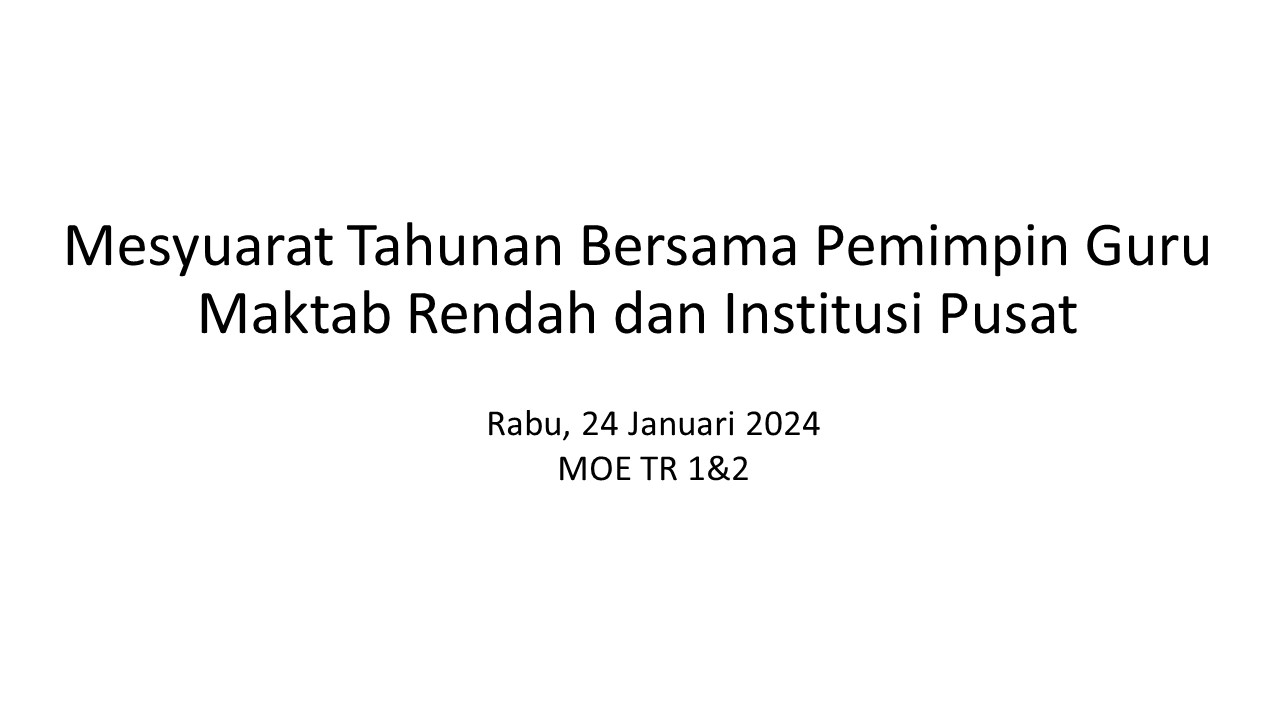 Mesyuarat Tahunan Bersama Pemimpin Guru
Maktab Rendah dan Institusi Pusat
Rabu, 24 Januari 2024
MOE TR 1&2